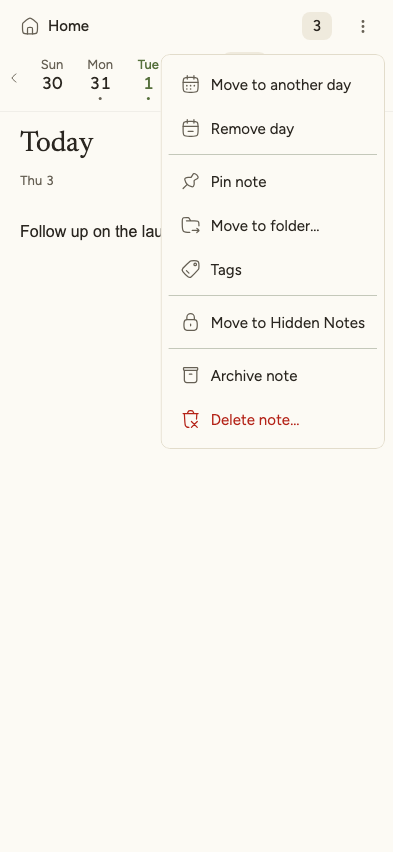 Home
3
Sun Mon Tue
30 31 1
Today
Thu 3
Follow up on the
Move to another day
Remove day
Pin note
Move to folder...
Tags
Move to Hidden Notes
Archive note
Delete note...